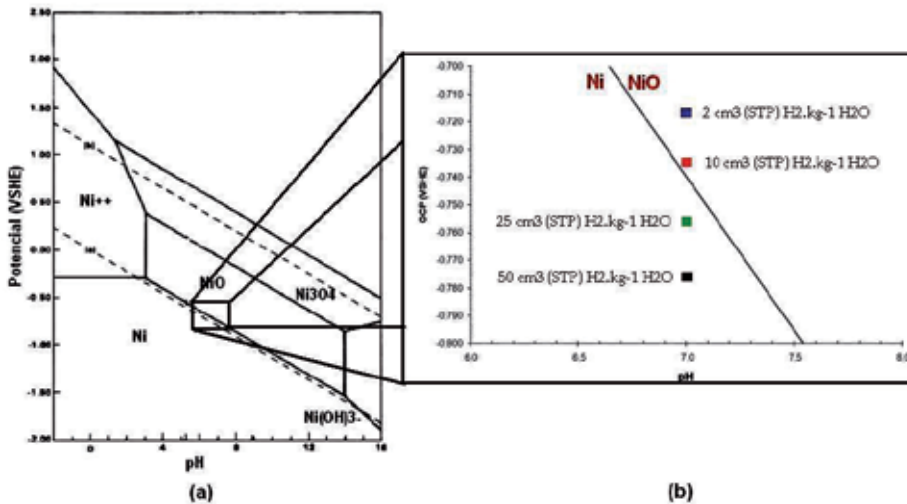 2.50
2.00
1.50
1.00
0.50
0.00
-0.50
-1.00
-1.50
-2.00
Potencial (VSHE)
Ni++
NiO
Ni3O4
Ni
Ni(OH)3-
0
4
8
12
16
pH
(a)
-0.700
-0.710
-0.720
-0.730
-0.740
-0.750
-0.760
-0.770
-0.780
-0.790
-0.800
OCP (VSHE)
Ni NiO
2 cm3 (STP) H2.kg-1 H2O
10 cm3 (STP) H2.kg-1 H2O
25 cm3 (STP) H2.kg-1 H2O
50 cm3 (STP) H2.kg-1 H2O
6.0 6.5 7.0 7.5 8.0
pH
(b)